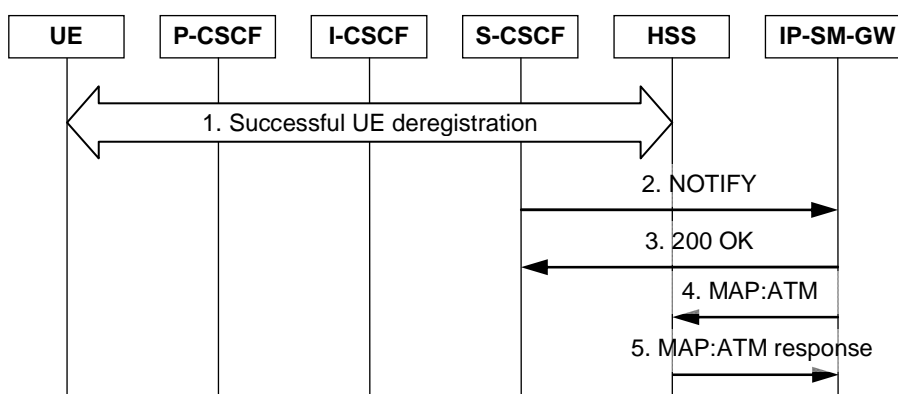 UE P-CSCF I-CSCF S-CSCF HSS IP-SM-GW
1. Successful UE deregistration
2. NOTIFY
3. 200 OK
4. MAP:ATM
5. MAP:ATM response